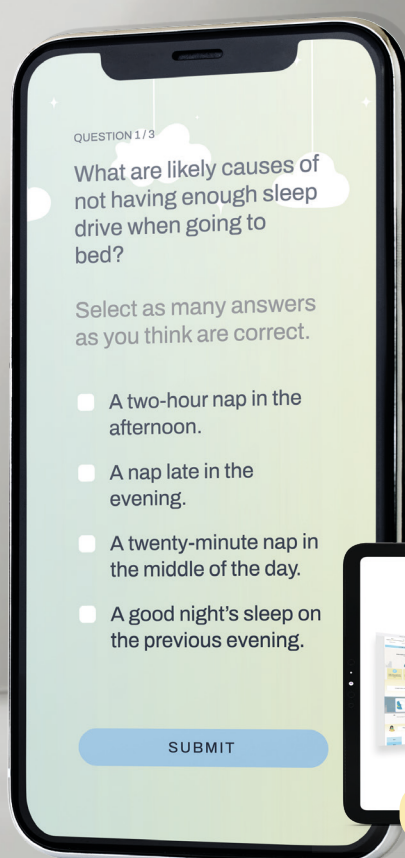 QUESTION 1 / 3
What are likely causes of
not having enough sleep
drive when going to
bed?
Select as many answers
as you think are correct.
A two-hour nap in the
afternoon.
A nap late in the
evening.
A twenty-minute nap in
the middle of the day.
A good night's sleep on
the previous evening.
SUBMIT